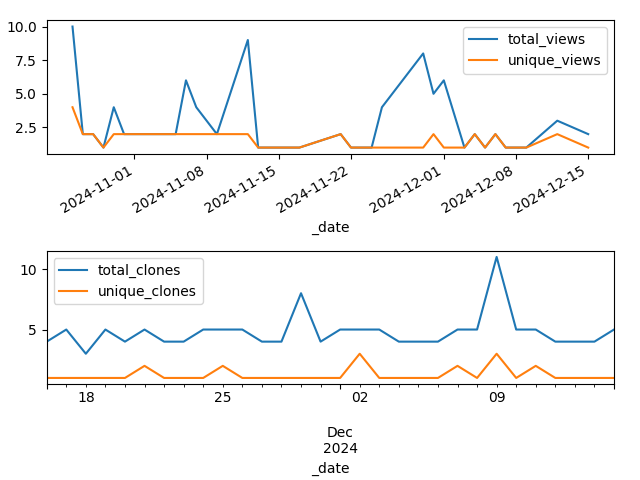 10.0
7.5
5.0
2.5
total_views
unique_views
2024-11-01
2024-11-08
2024-11-15
2024-11-22
2024-12-01
2024-12-08
2024-12-15
_date
10
5
total_clones
unique_clones
18
25
02
09
Dec
2024
_date